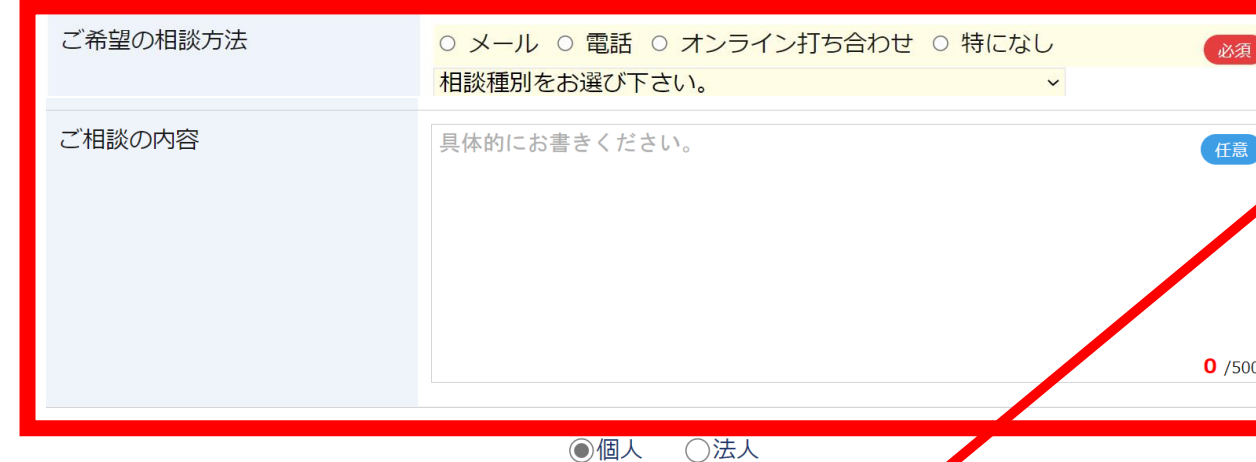 ご希望の相談方法
○ メール ○ 電話 ○ オンライン打ち合わせ ○ 特になし
必須
相談種別をお選び下さい。
ご相談の内容
具体的にお書きください。
任意
0 /500
個人 法人